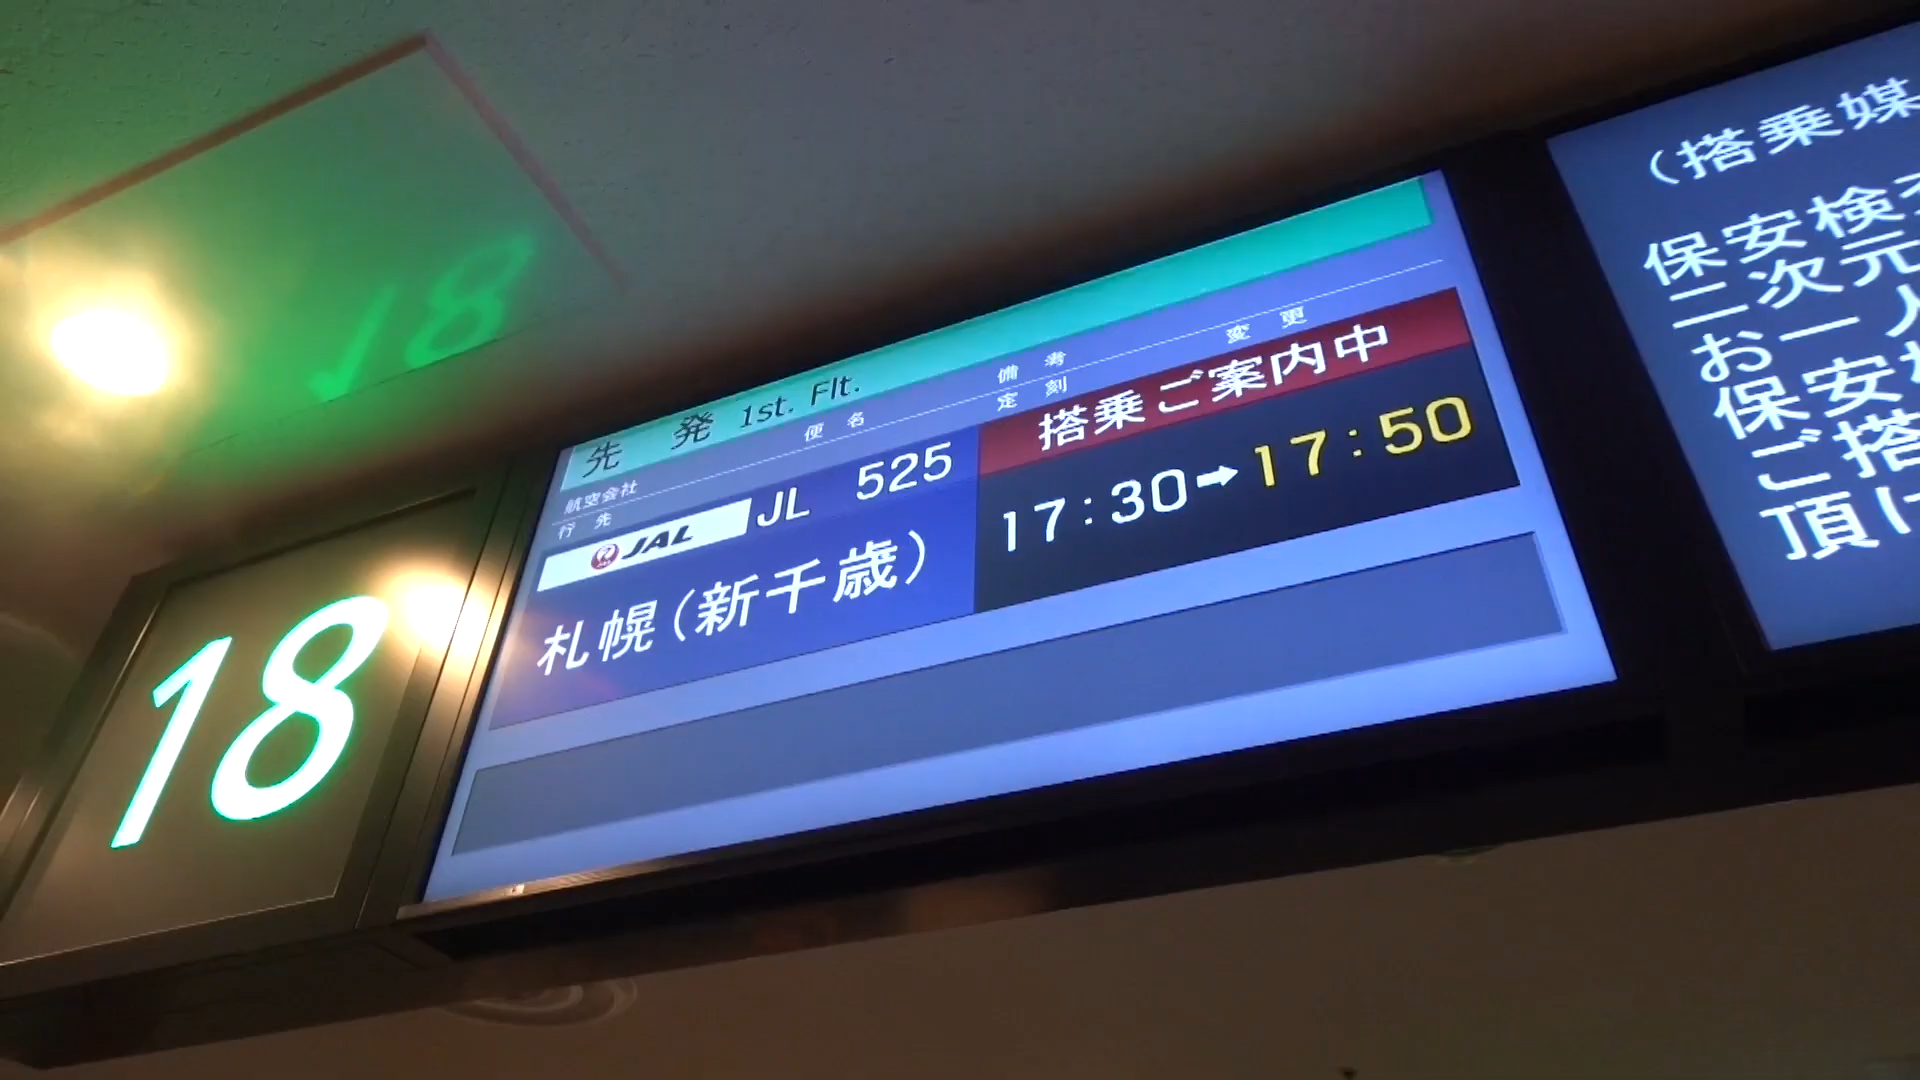 18
先 発 1st. Flt.
航空会社 便 名 備 考
行 先 定 刻 変 更
JAL JL 525 搭乗ご案内中
札幌(新千歳) 17:30→17:50
(搭乗媒
保安検
二次元
お一人
保安検
ご搭
頂け